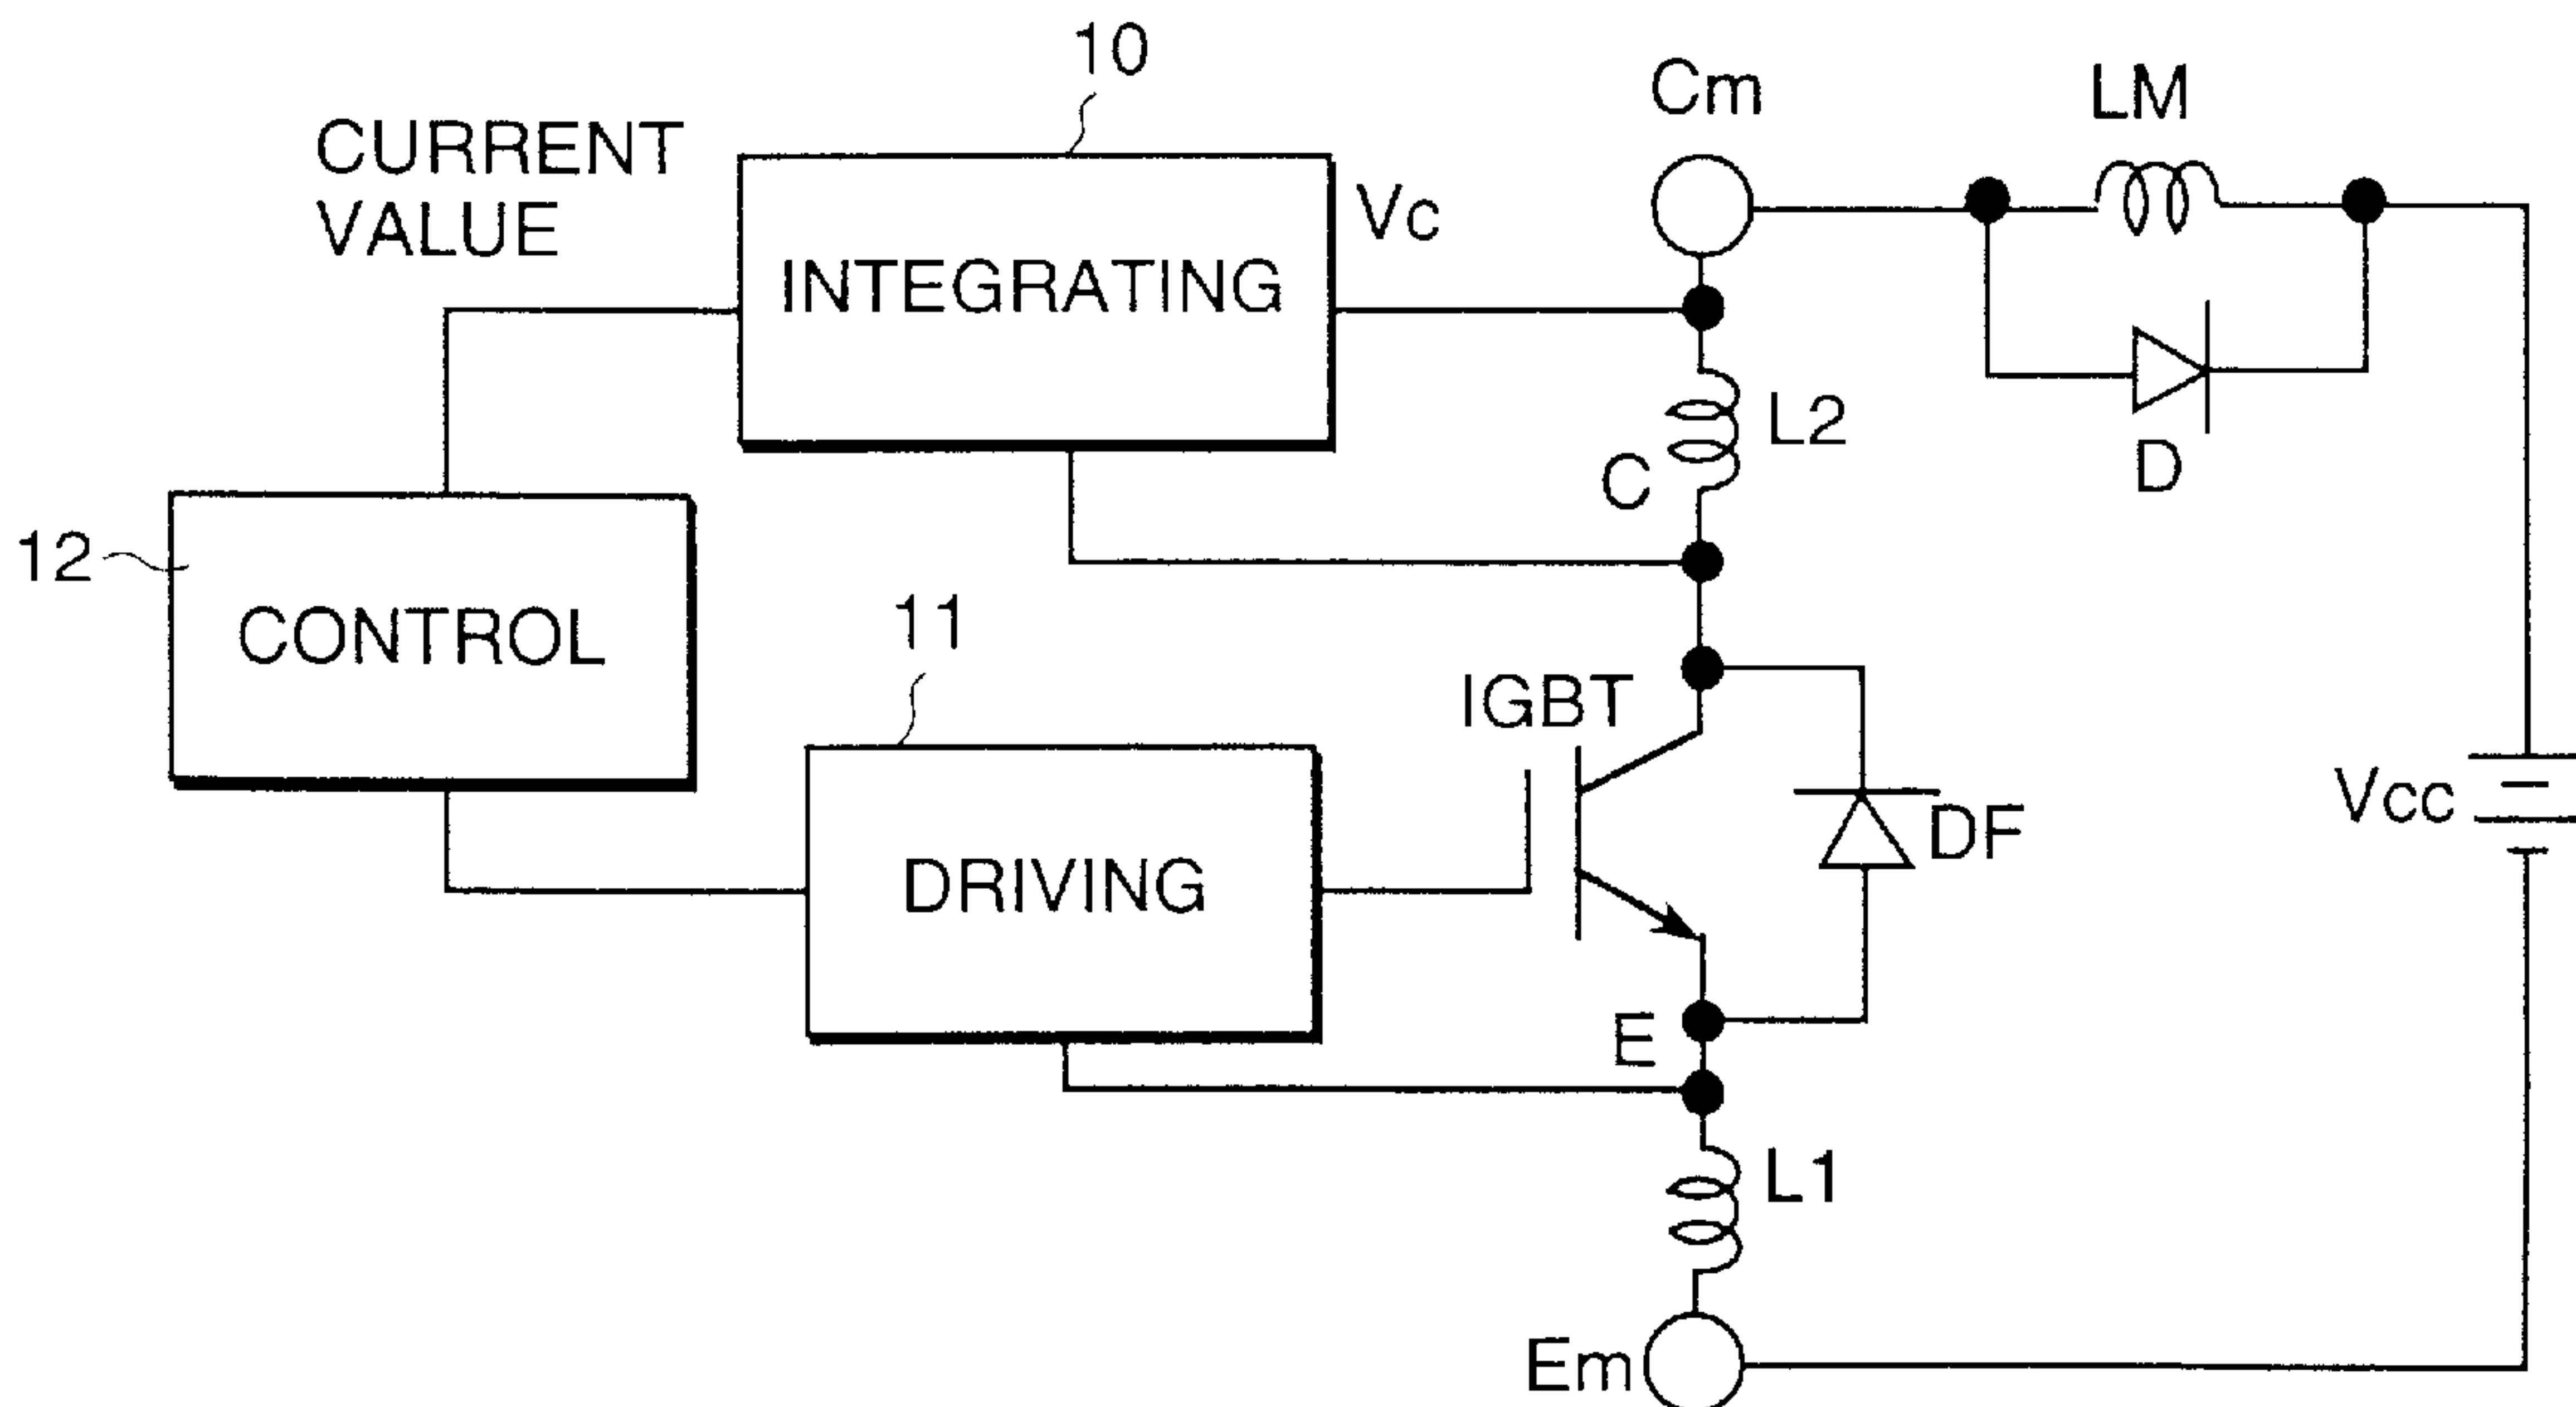 10
Cm
LM
CURRENT
VALUE
Vc
INTEGRATING
L2
C
D
12
CONTROL
11
IGBT
DRIVING
DF
Vcc
E
L1
Em